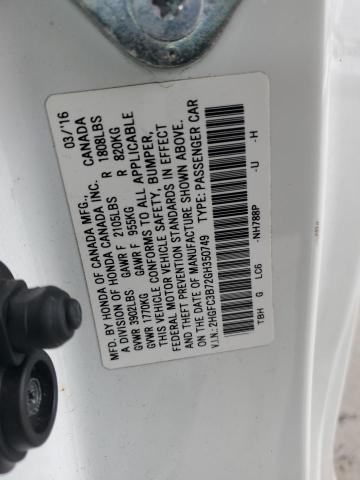 MFD. BY HONDA OF CANADA MFG., CANADA 03/'16
A DIVISION OF HONDA CANADA INC.
GVWR 3902LBS GAWR F 2105LBS R 1808LBS
GVWR 1770KG GAWR F 955KG R 820KG
THIS VEHICLE CONFORMS TO ALL APPLICABLE
FEDERAL MOTOR VEHICLE SAFETY, BUMPER,
AND THEFT PREVENTION STANDARDS IN EFFECT
ON THE DATE OF MANUFACTURE SHOWN ABOVE.
V.I.N.: 2HGFC3B72GH350749 TYPE: PASSENGER CAR
TBH G LC6 -NH788P -U -H